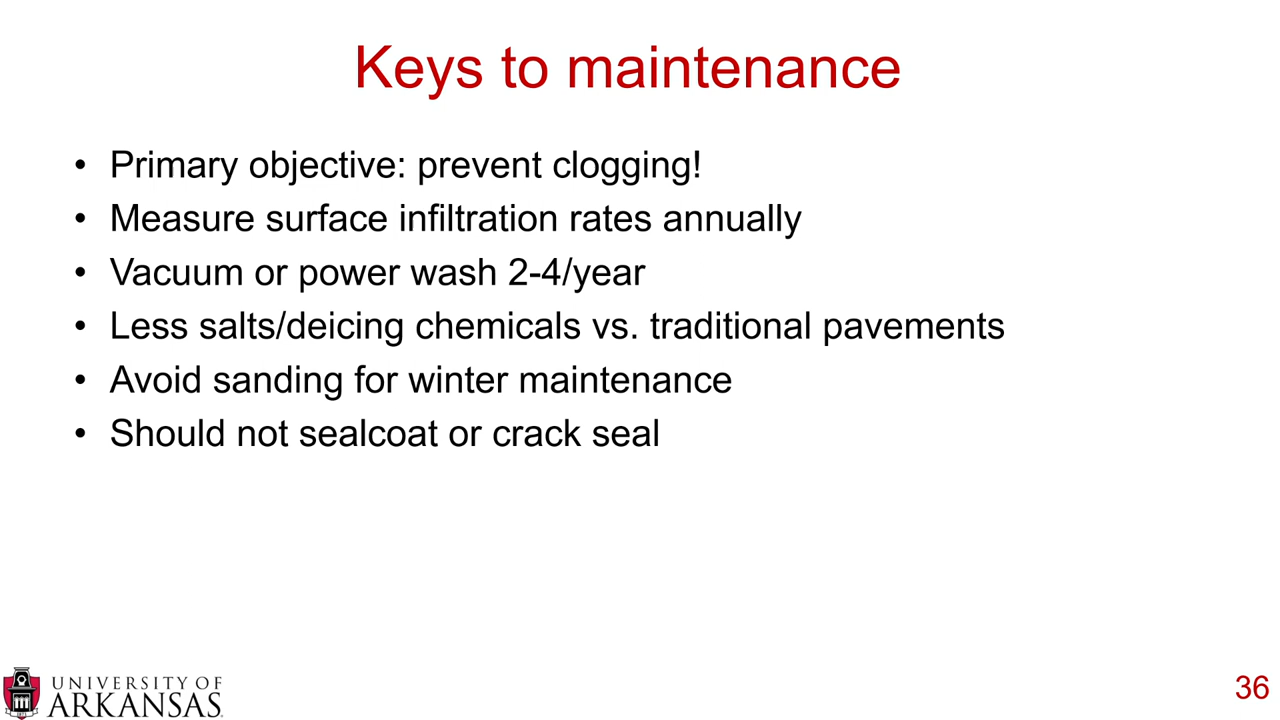 Keys to maintenance
• Primary objective: prevent clogging!
• Measure surface infiltration rates annually
• Vacuum or power wash 2-4/year
• Less salts/deicing chemicals vs. traditional pavements
• Avoid sanding for winter maintenance
• Should not sealcoat or crack seal
UNIVERSITY OF
ARKANSAS
36